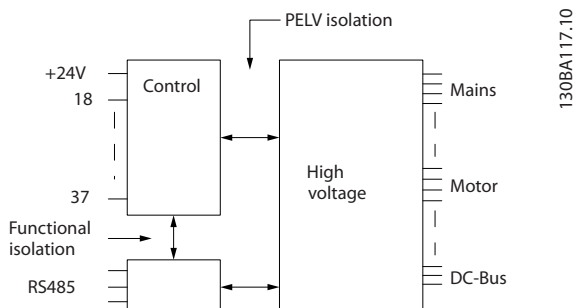 PELV isolation
+24V
Control
18
Mains
High
voltage
37
Motor
Functional
isolation
RS485
DC-Bus
130BA117.10